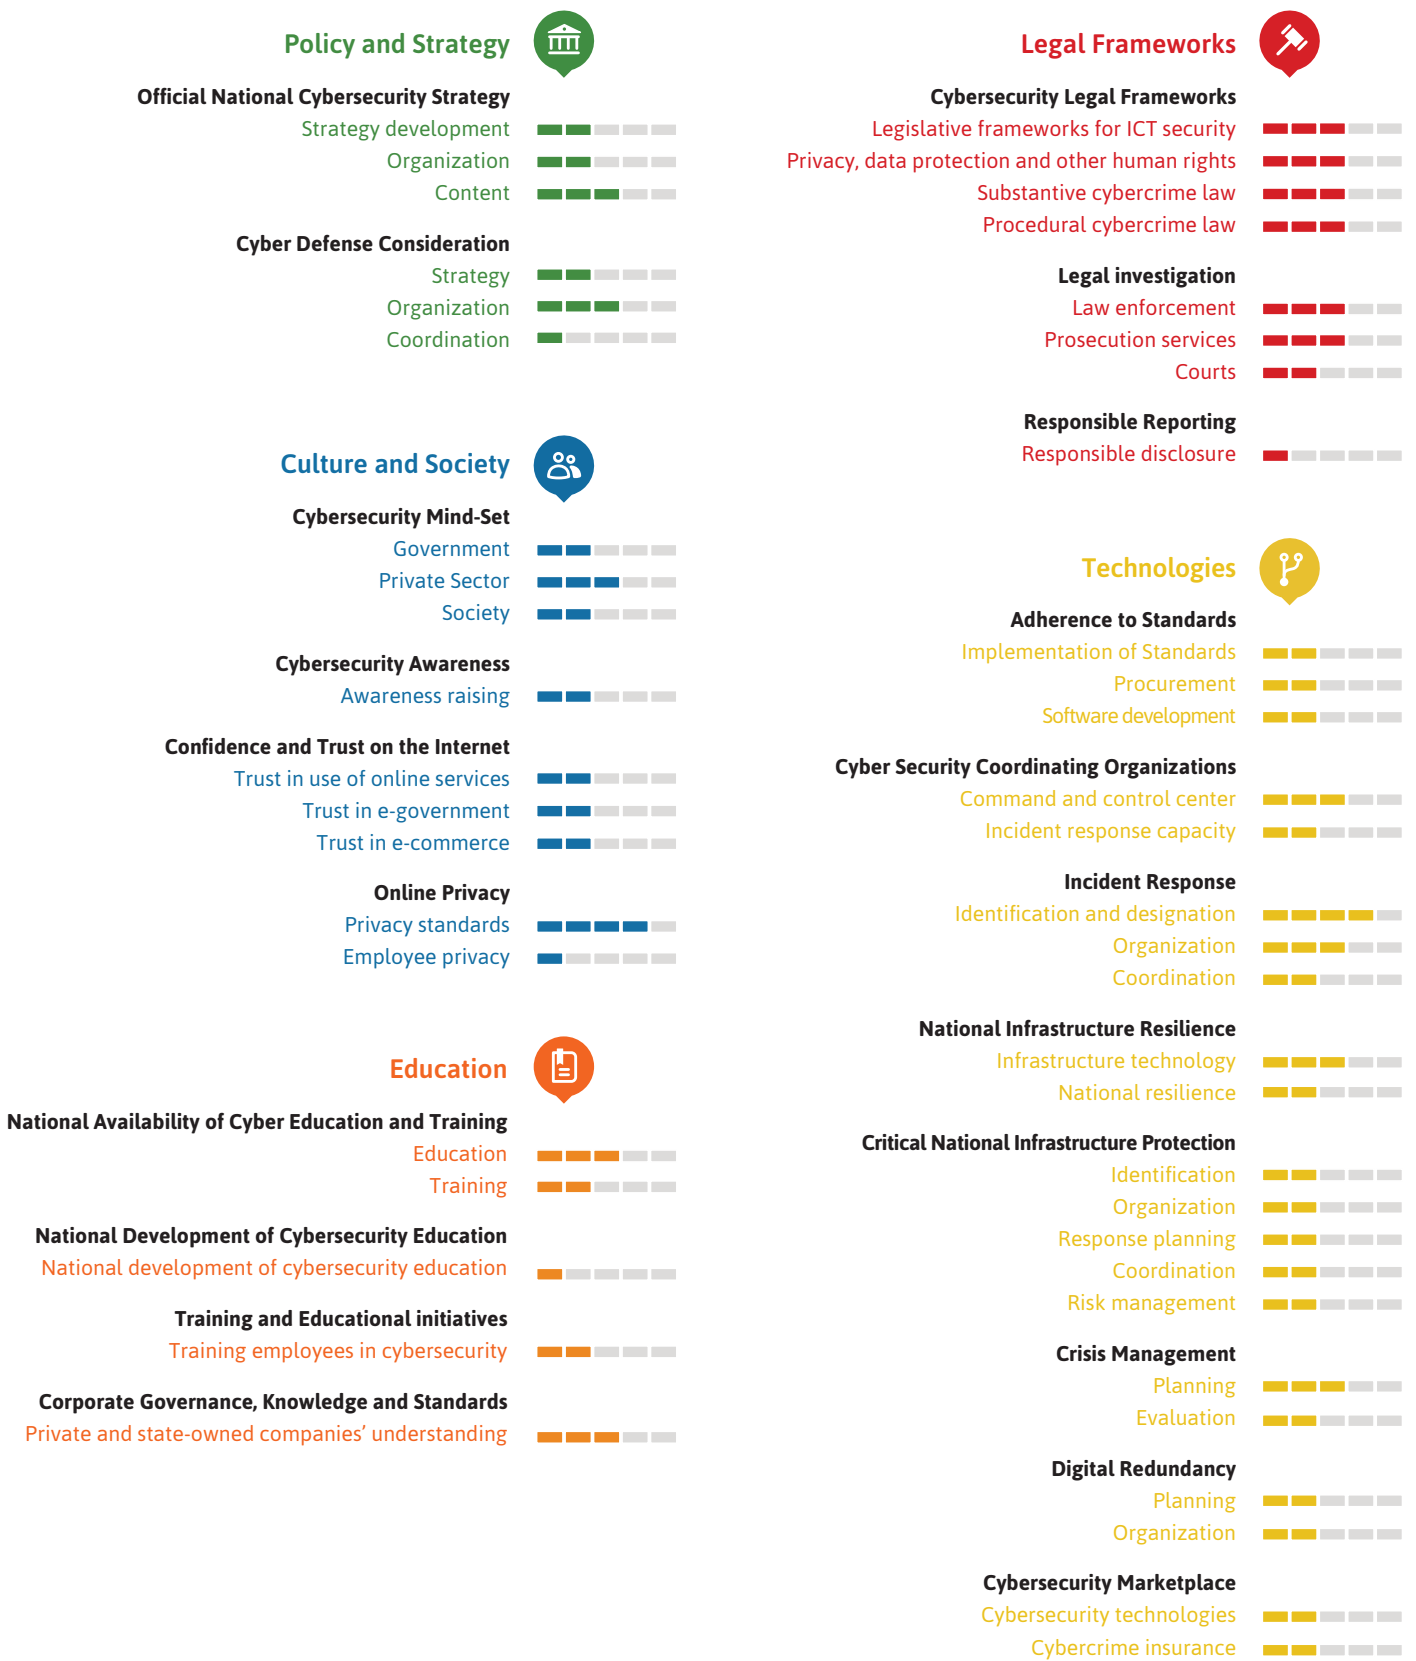 Policy and Strategy
Official National Cybersecurity Strategy
Strategy development
Organization
Content
Cyber Defense Consideration
Strategy
Organization
Coordination
Culture and Society
Cybersecurity Mind-Set
Government
Private Sector
Society
Cybersecurity Awareness
Awareness raising
Confidence and Trust on the Internet
Trust in use of online services
Trust in e-government
Trust in e-commerce
Online Privacy
Privacy standards
Employee privacy
Education
National Availability of Cyber Education and Training
Education
Training
National Development of Cybersecurity Education
National development of cybersecurity education
Training and Educational initiatives
Training employees in cybersecurity
Corporate Governance, Knowledge and Standards
Private and state-owned companies’ understanding
Legal Frameworks
Cybersecurity Legal Frameworks
Legislative frameworks for ICT security
Privacy, data protection and other human rights
Substantive cybercrime law
Procedural cybercrime law
Legal investigation
Law enforcement
Prosecution services
Courts
Responsible Reporting
Responsible disclosure
Technologies
Adherence to Standards
Implementation of Standards
Procurement
Software development
Cyber Security Coordinating Organizations
Command and control center
Incident response capacity
Incident Response
Identification and designation
Organization
Coordination
National Infrastructure Resilience
Infrastructure technology
National resilience
Critical National Infrastructure Protection
Identification
Organization
Response planning
Coordination
Risk management
Crisis Management
Planning
Evaluation
Digital Redundancy
Planning
Organization
Cybersecurity Marketplace
Cybersecurity technologies
Cybercrime insurance